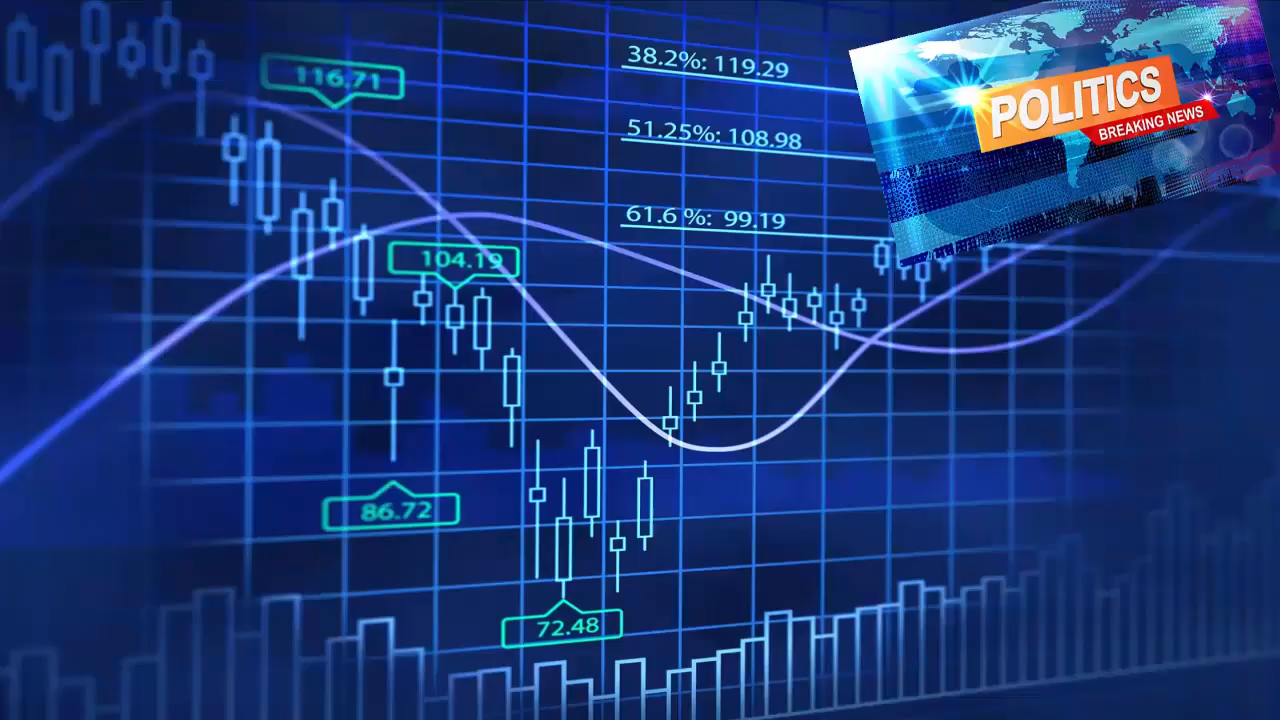 116.71
38.2%: 119.29
51.25%: 108.98
61.6 %: 99.19
POLITICS
BREAKING NEWS
104.19
86.72
72.48